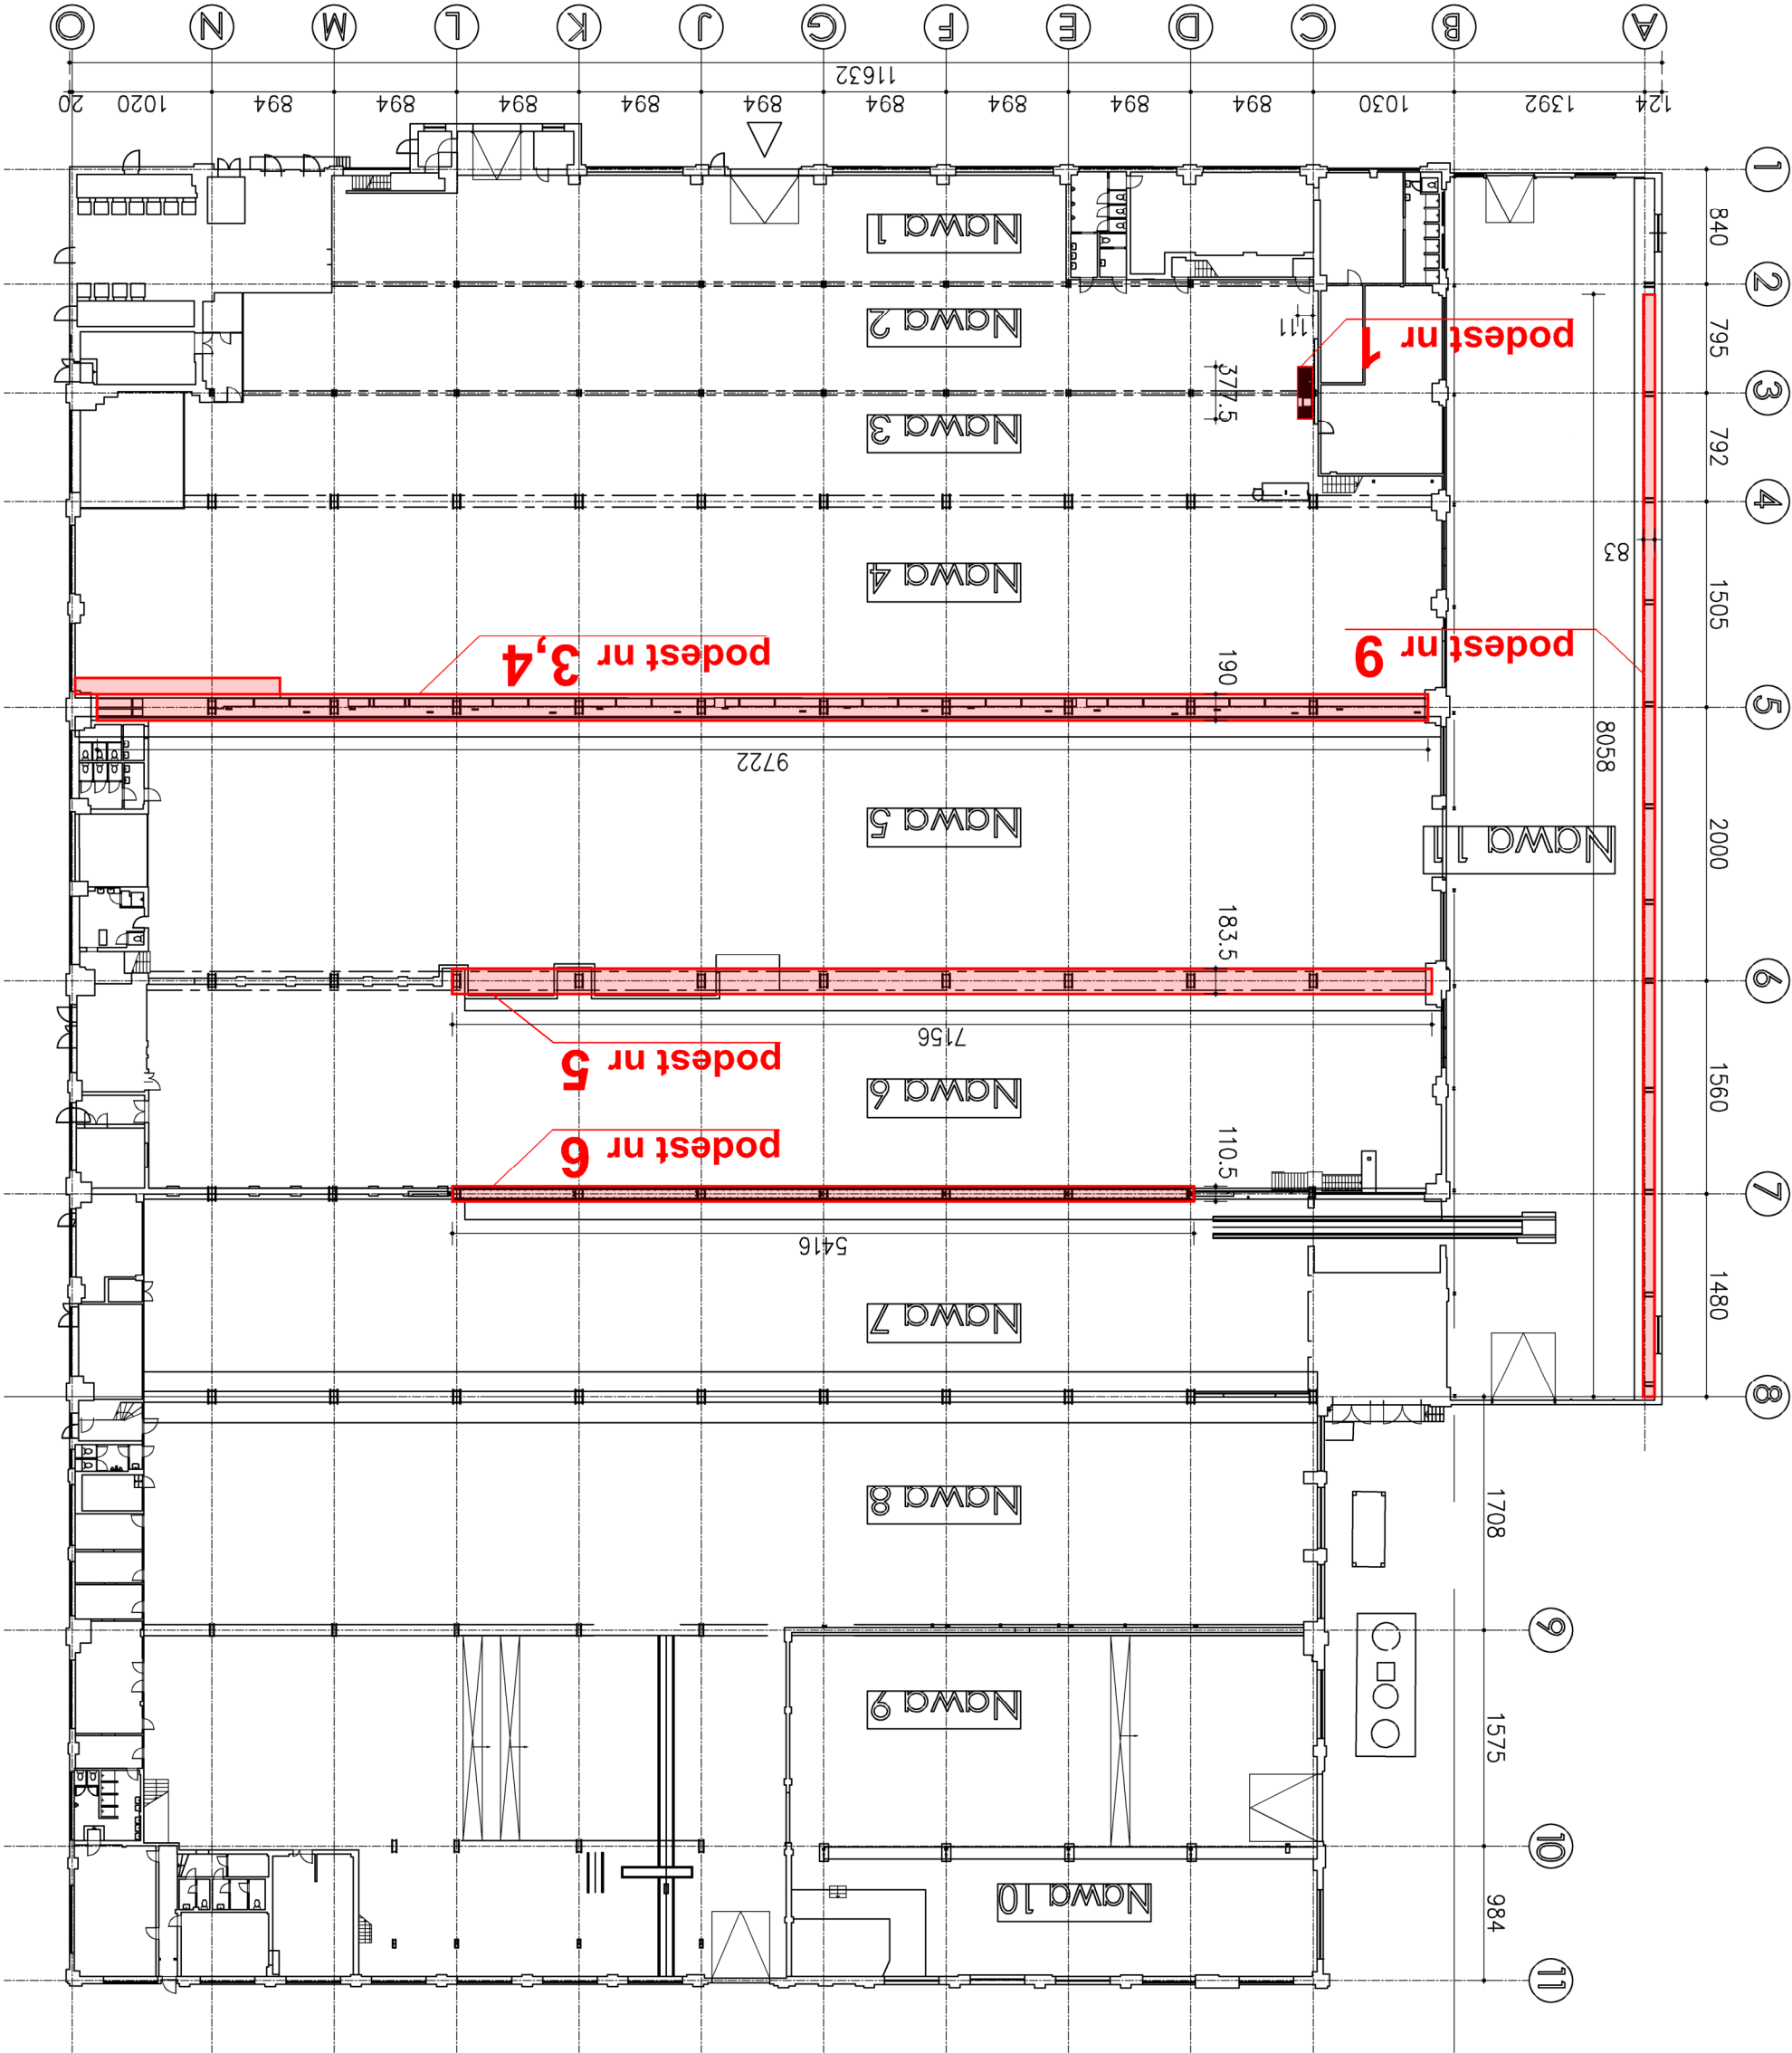 O N M L K J G F E D C B A
11632
20 1020 894 894 894 894 894 894 894 894 894 1030 1392 124
1
840
Nawa 1
2
795
Nawa 2
111
podest nr 1
3
377.5
792
Nawa 3
4
83
1505
Nawa 4
podest nr 3,4
190
podest nr 9
5
8058
9722
2000
Nawa 5
Nawa 11
183.5
6
7156
podest nr 5
1560
Nawa 6
podest nr 6
110.5
7
5416
1480
Nawa 7
8
1708
Nawa 8
9
1575
Nawa 9
10
984
Nawa 10
11